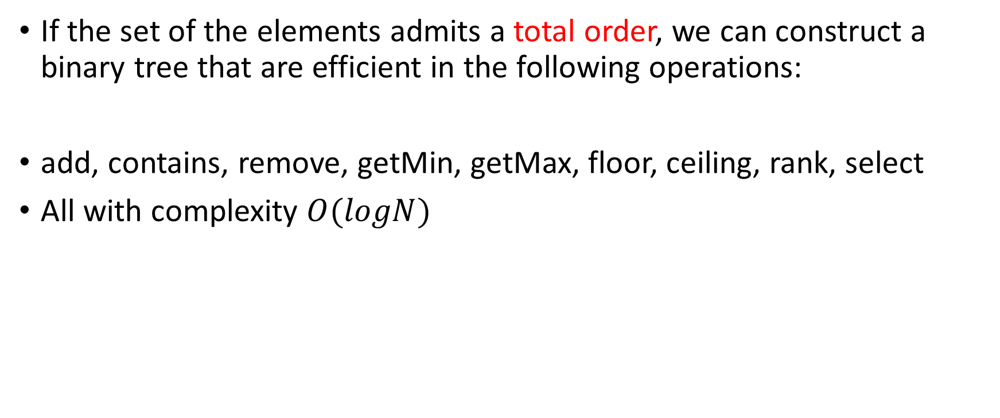 • If the set of the elements admits a total order, we can construct a
binary tree that are efficient in the following operations:
• add, contains, remove, getMin, getMax, floor, ceiling, rank, select
• All with complexity O(logN)